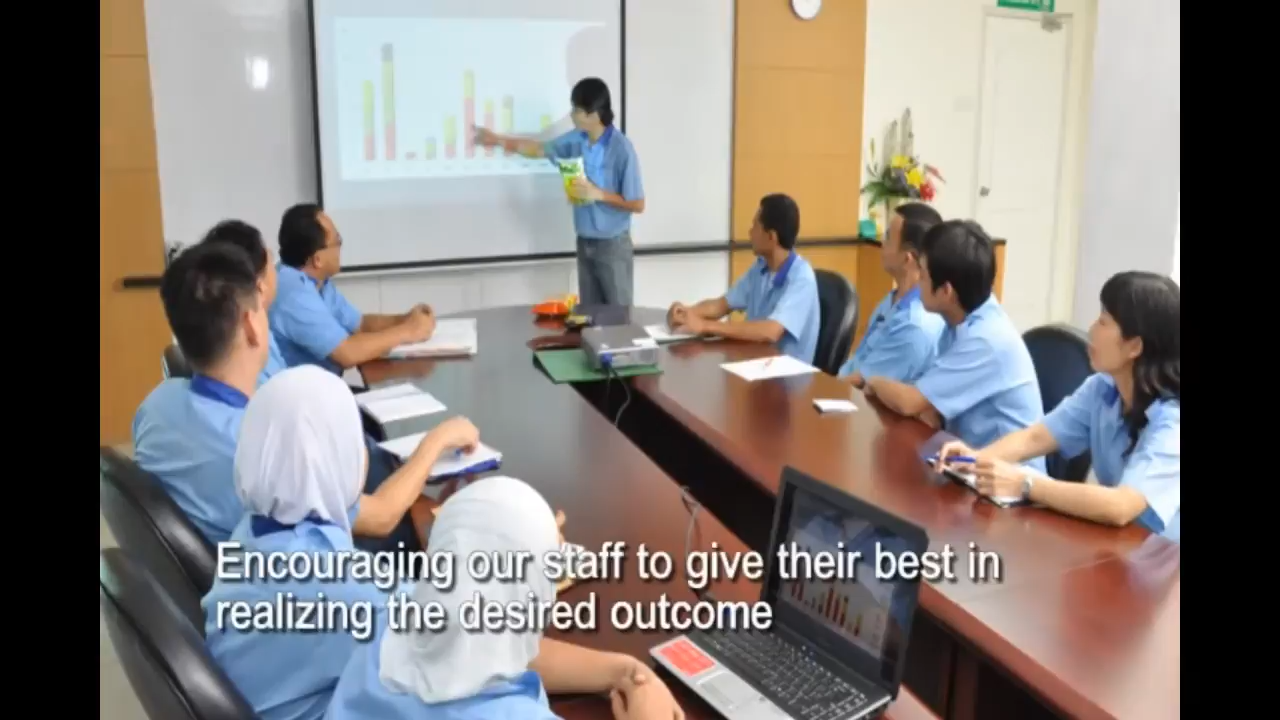 Encouraging our staff to give their best in
realizing the desired outcome